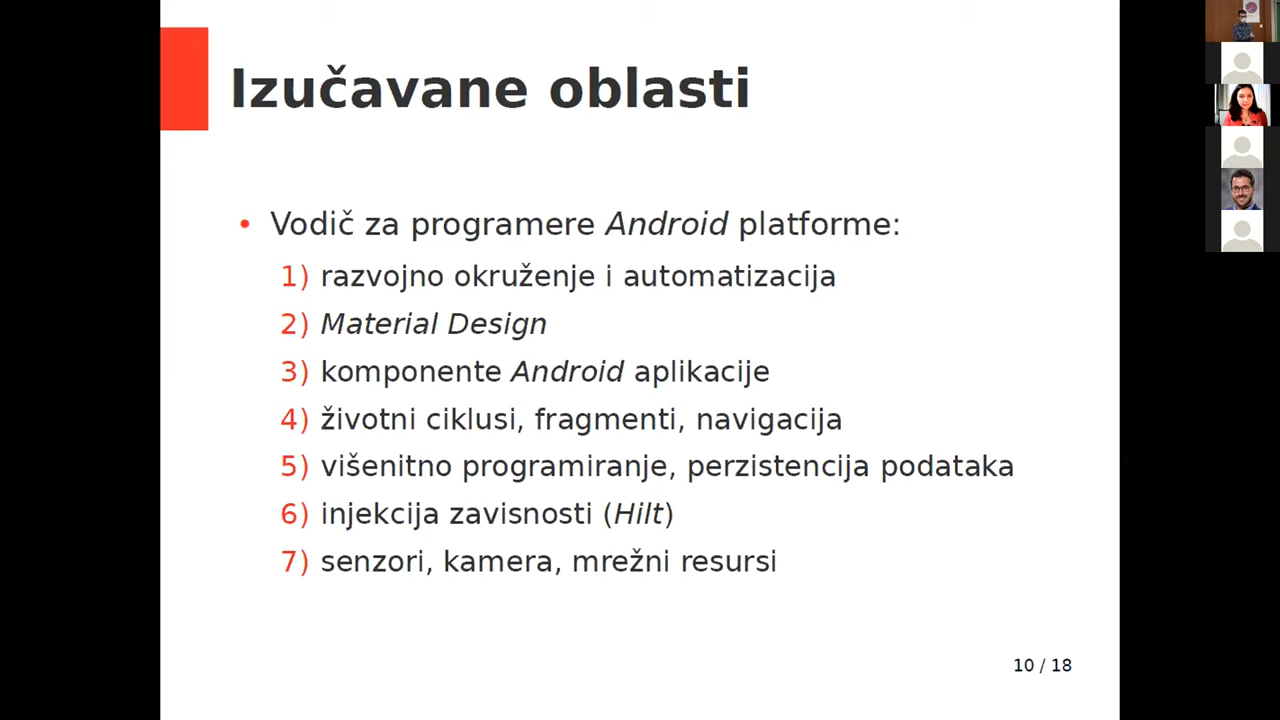 Izučavane oblasti
• Vodič za programere Android platforme:
1) razvojno okruženje i automatizacija
2) Material Design
3) komponente Android aplikacije
4) životni ciklusi, fragmenti, navigacija
5) višenitno programiranje, perzistencija podataka
6) injekcija zavisnosti (Hilt)
7) senzori, kamera, mrežni resursi
10 / 18